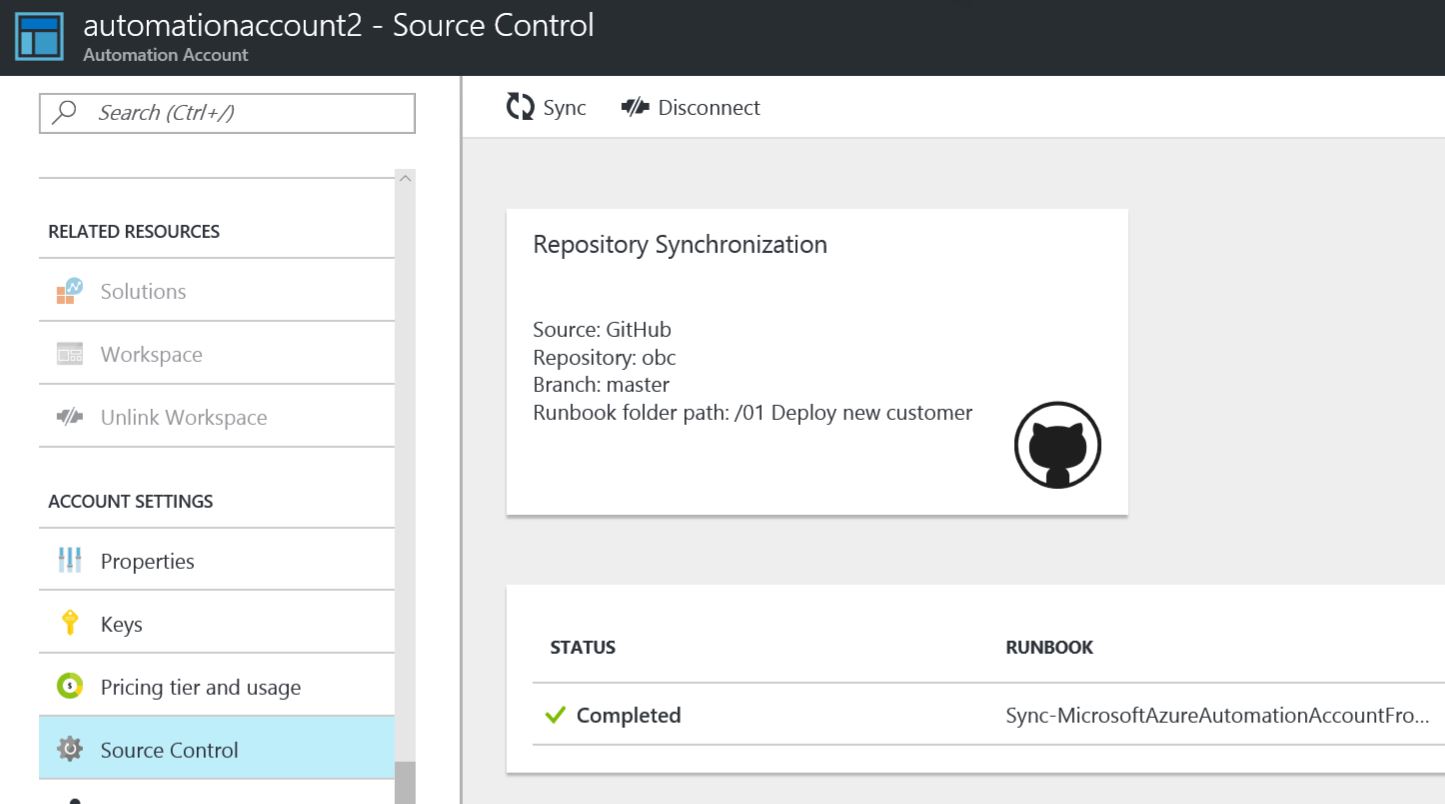 automationaccount2 - Source Control
Automation Account
Search (Ctrl+/)
RELATED RESOURCES
Solutions
Workspace
Unlink Workspace
ACCOUNT SETTINGS
Properties
Keys
Pricing tier and usage
Source Control
Sync Disconnect
Repository Synchronization
Source: GitHub
Repository: obc
Branch: master
Runbook folder path: /01 Deploy new customer
STATUS RUNBOOK
Completed Sync-MicrosoftAzureAutomationAccountFro...